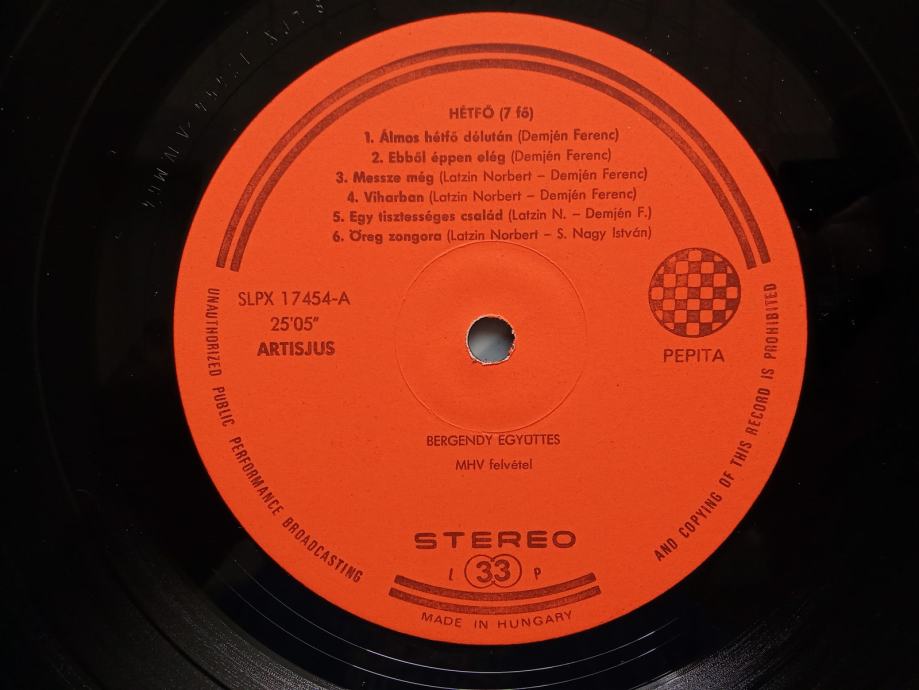 HÉTFŐ (7 fő)
1. Álmos hétfő délután (Demjén Ferenc)
2. Ebből éppen elég (Demjén Ferenc)
3. Messze még (Latzin Norbert – Demjén Ferenc)
4. Viharban (Latzin Norbert – Demjén Ferenc)
5. Egy tisztességes család (Latzin N. – Demjén F.)
6. Öreg zongora (Latzin Norbert – S. Nagy István)
SLPX 17454-A
25'05"
ARTISJUS
PEPITA
BERGENDY EGYÜTTES
MHV felvétel
STEREO
L 33 P
MADE IN HUNGARY
UNAUTHORIZED PUBLIC PERFORMANCE BROADCASTING
AND COPYING OF THIS RECORD IS PROHIBITED